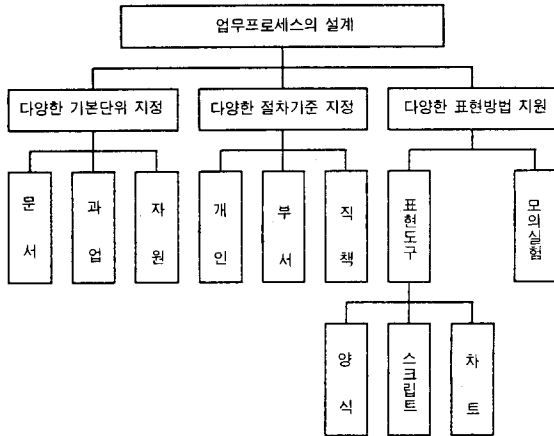 업무프로세스의 설계
다양한 기본단위 지정
다양한 절차기준 지정
다양한 표현방법 지원
문서
과업
자원
개인
부서
직책
표현도구
모의실험
양식
스크립트
차트